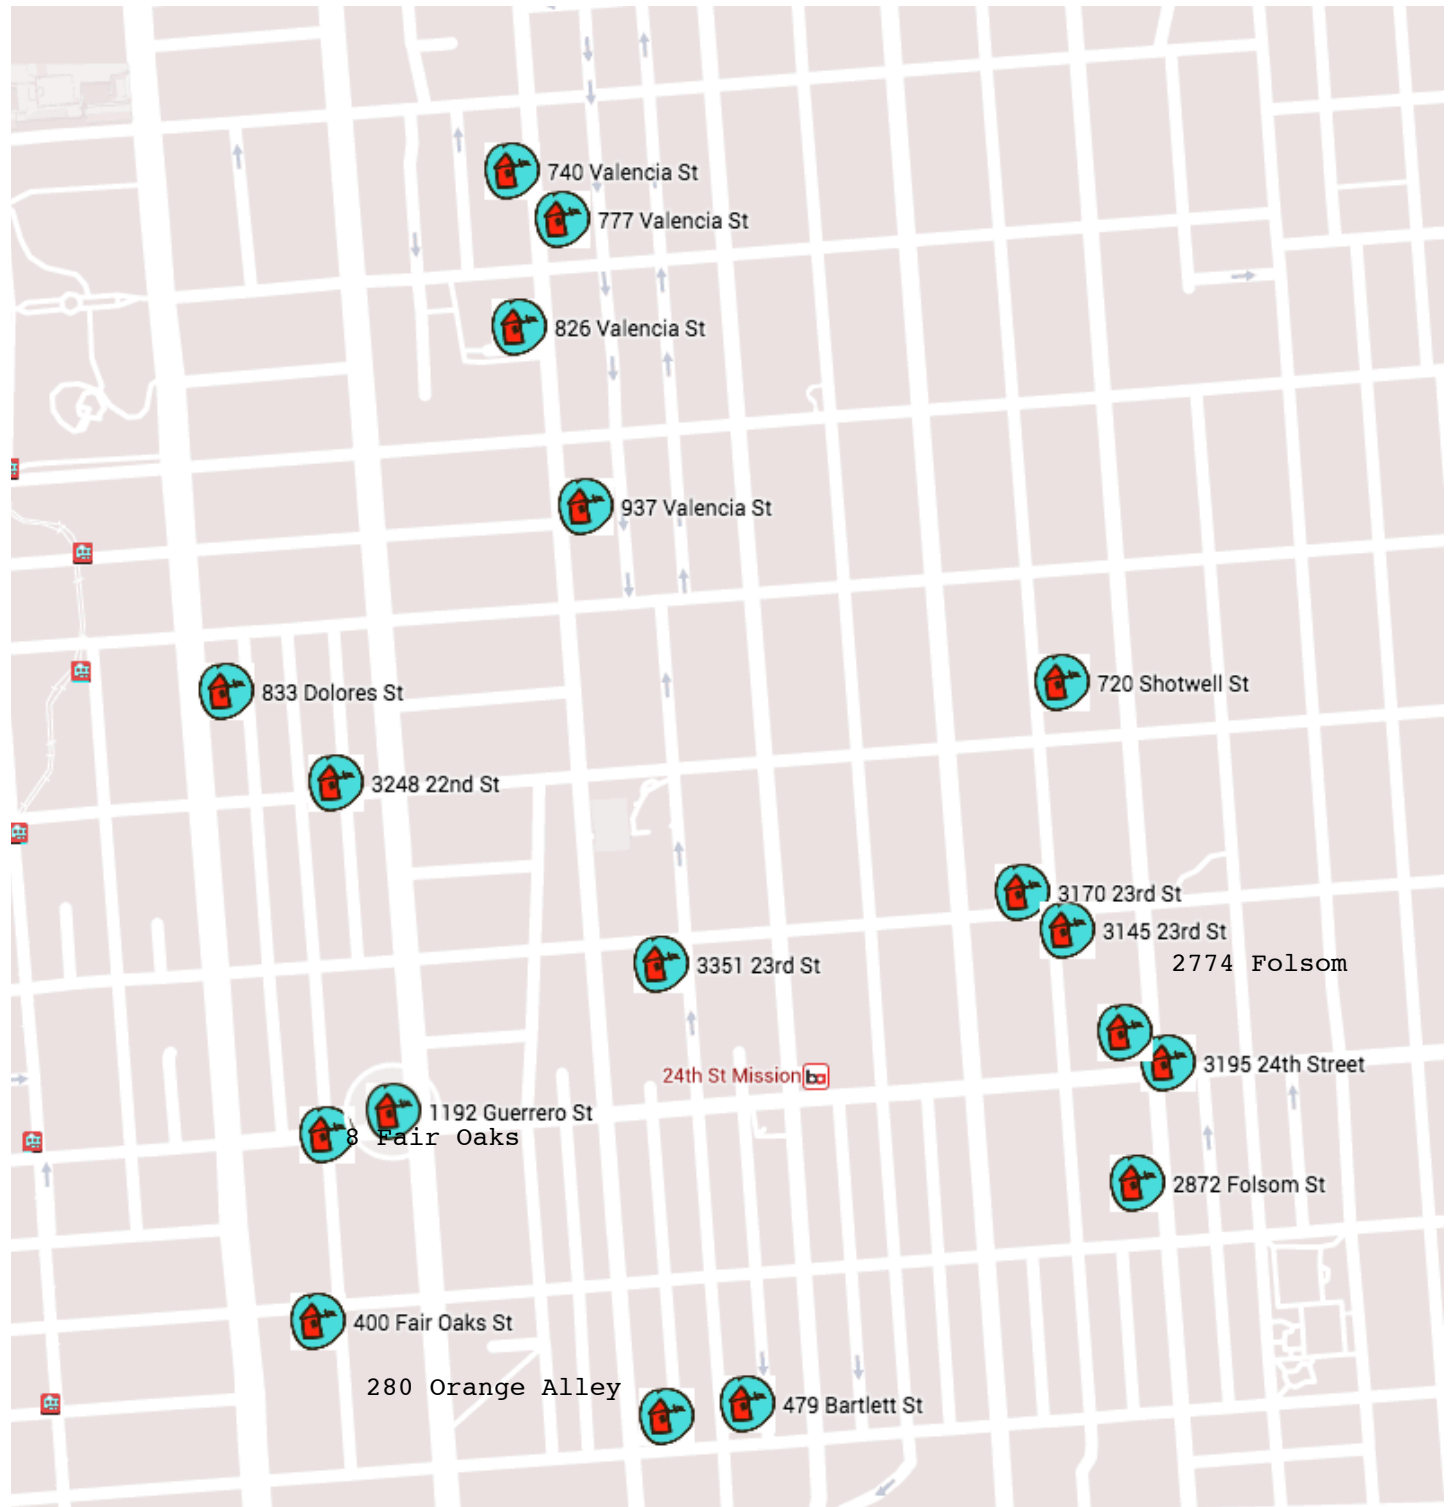 740 Valencia St
777 Valencia St
826 Valencia St
937 Valencia St
833 Dolores St
720 Shotwell St
3248 22nd St
3170 23rd St
3145 23rd St
3351 23rd St
2774 Folsom
3195 24th Street
24th St Mission
ba
1192 Guerrero St
8 Fair Oaks
2872 Folsom St
400 Fair Oaks St
280 Orange Alley
479 Bartlett St